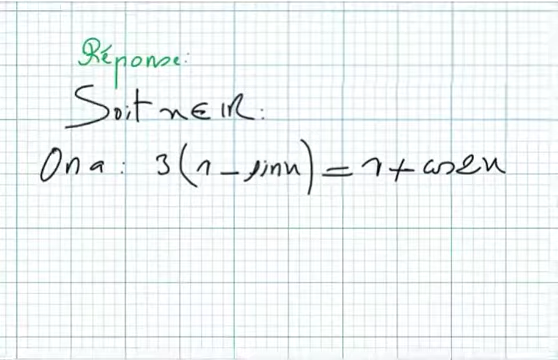 Réponse:
Soit x ∈ ℝ:
On a: 3(1 - sin x) = 1 + cos 2x